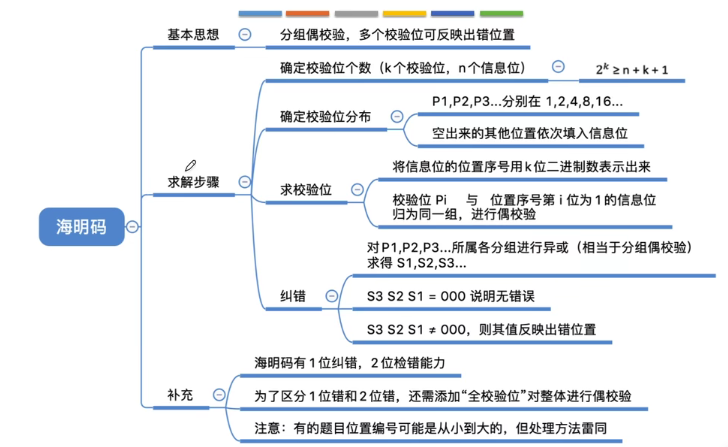 基本思想
分组偶校验，多个校验位可反映出错位置
确定校验位个数（k个校验位，n个信息位）
2^k ≥ n + k + 1
确定校验位分布
P1,P2,P3...分别在 1,2,4,8,16...
空出来的其他位置依次填入信息位
求解步骤
求校验位
将信息位的位置序号用k位二进制数表示出来
校验位 Pi 与 位置序号第 i 位为1的信息位
归为同一组，进行偶校验
海明码
纠错
对P1,P2,P3...所属各分组进行异或（相当于分组偶校验）
求得 S1,S2,S3...
S3 S2 S1 = 000 说明无错误
S3 S2 S1 ≠ 000，则其值反映出错位置
补充
海明码有1位纠错，2位检错能力
为了区分1位错和2位错，还需添加“全校验位”对整体进行偶校验
注意：有的题目位置编号可能是从小到大的，但处理方法雷同